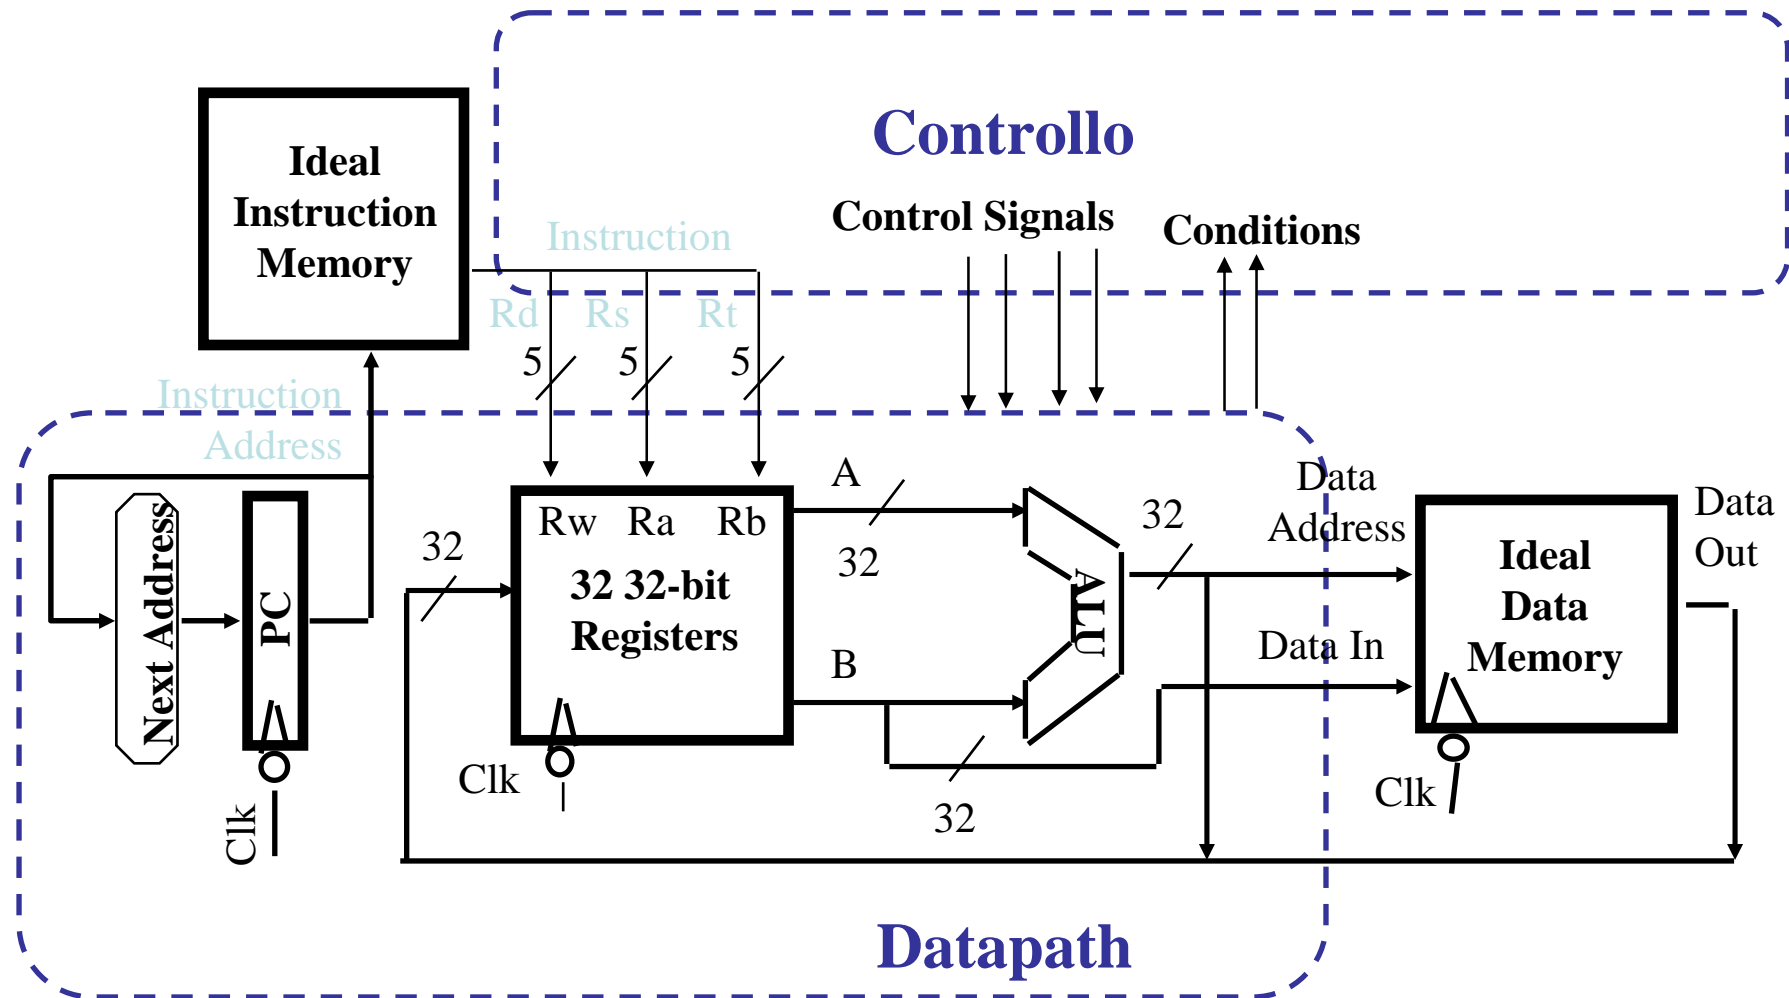 Controllo
Ideal
Instruction
Memory
Control Signals
Conditions
Instruction
Rd Rs Rt
5 5 5
Instruction
Address
A
Data
Address
Data
Out
32
Rw Ra Rb
32
32
32 32-bit
Registers
ALU
Ideal
Data
Memory
Next Address
PC
B
Data In
Clk
Clk
Clk
32
Datapath